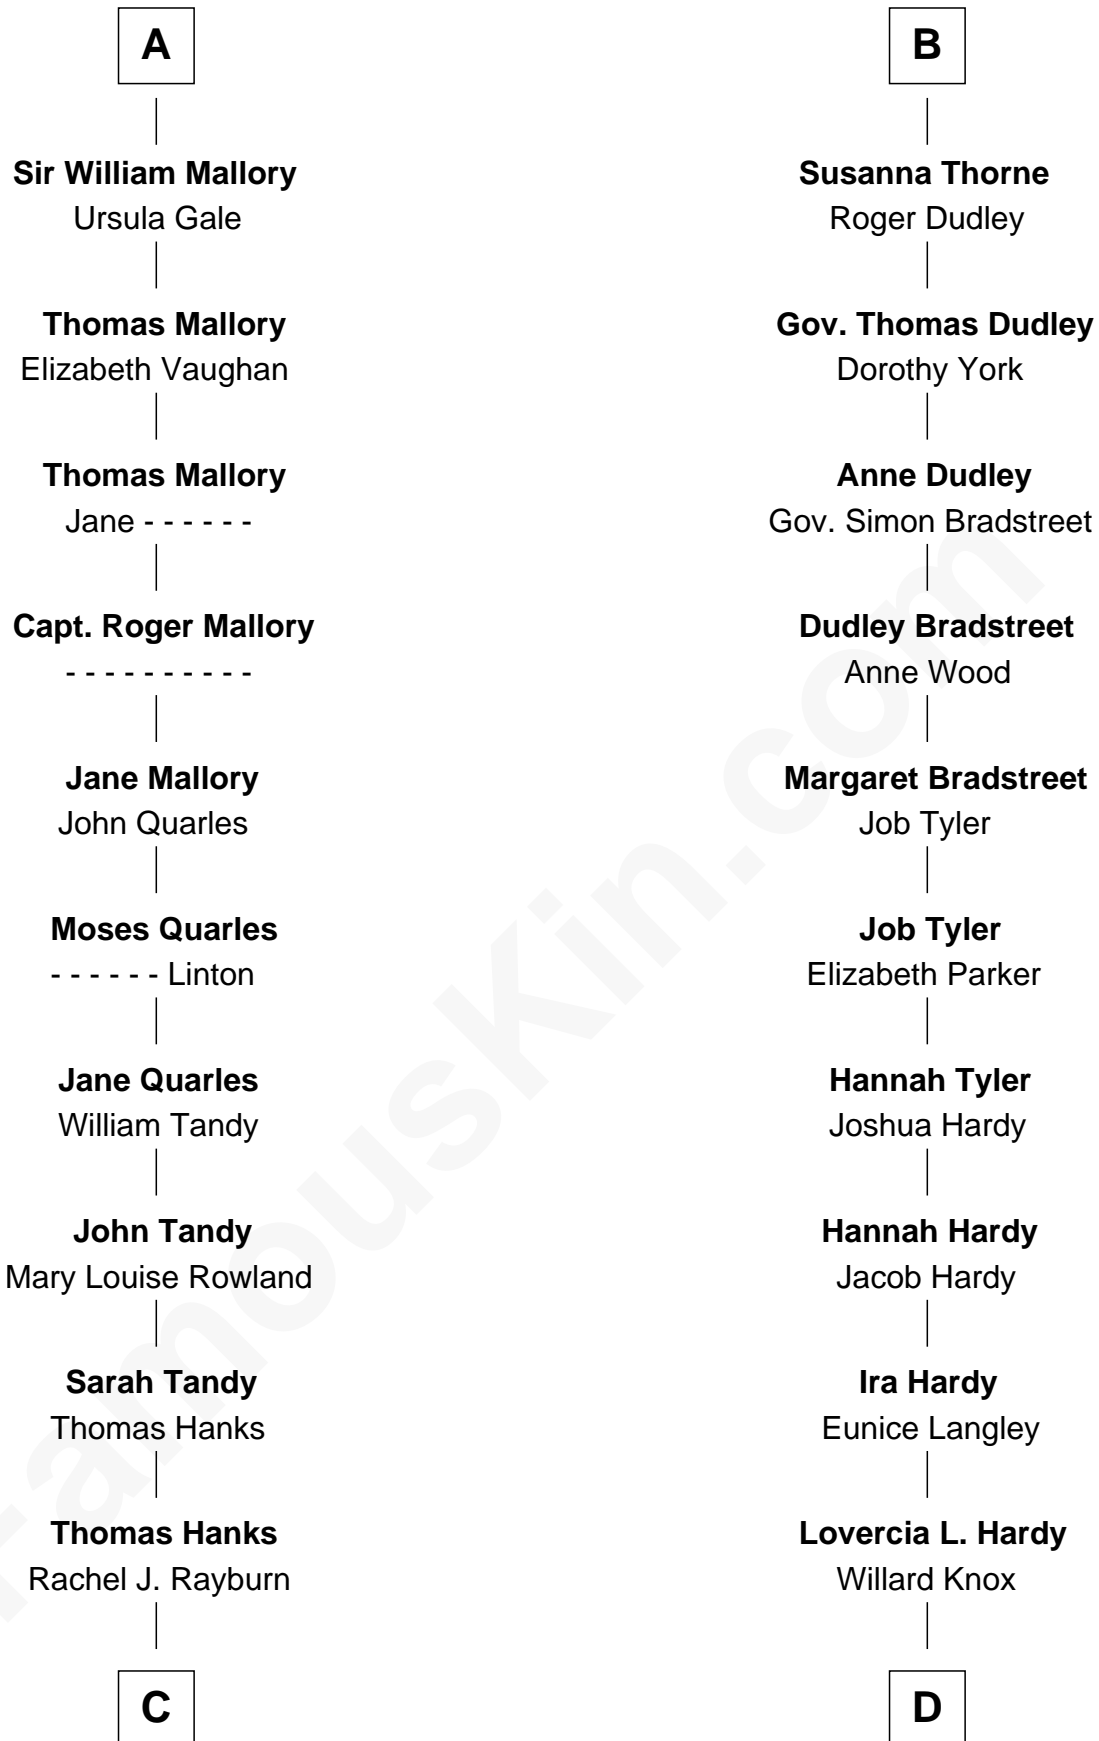 A
Sir William Mallory
Ursula Gale
Thomas Mallory
Elizabeth Vaughan
Thomas Mallory
Jane - - - - - -
Capt. Roger Mallory
- - - - - - - - - -
Jane Mallory
John Quarles
Moses Quarles
- - - - - - Linton
Jane Quarles
William Tandy
John Tandy
Mary Louise Rowland
Sarah Tandy
Thomas Hanks
Thomas Hanks
Rachel J. Rayburn
C
B
Susanna Thorne
Roger Dudley
Gov. Thomas Dudley
Dorothy York
Anne Dudley
Gov. Simon Bradstreet
Dudley Bradstreet
Anne Wood
Margaret Bradstreet
Job Tyler
Job Tyler
Elizabeth Parker
Hannah Tyler
Joshua Hardy
Hannah Hardy
Jacob Hardy
Ira Hardy
Eunice Langley
Lovercia L. Hardy
Willard Knox
D
FamousKin.com